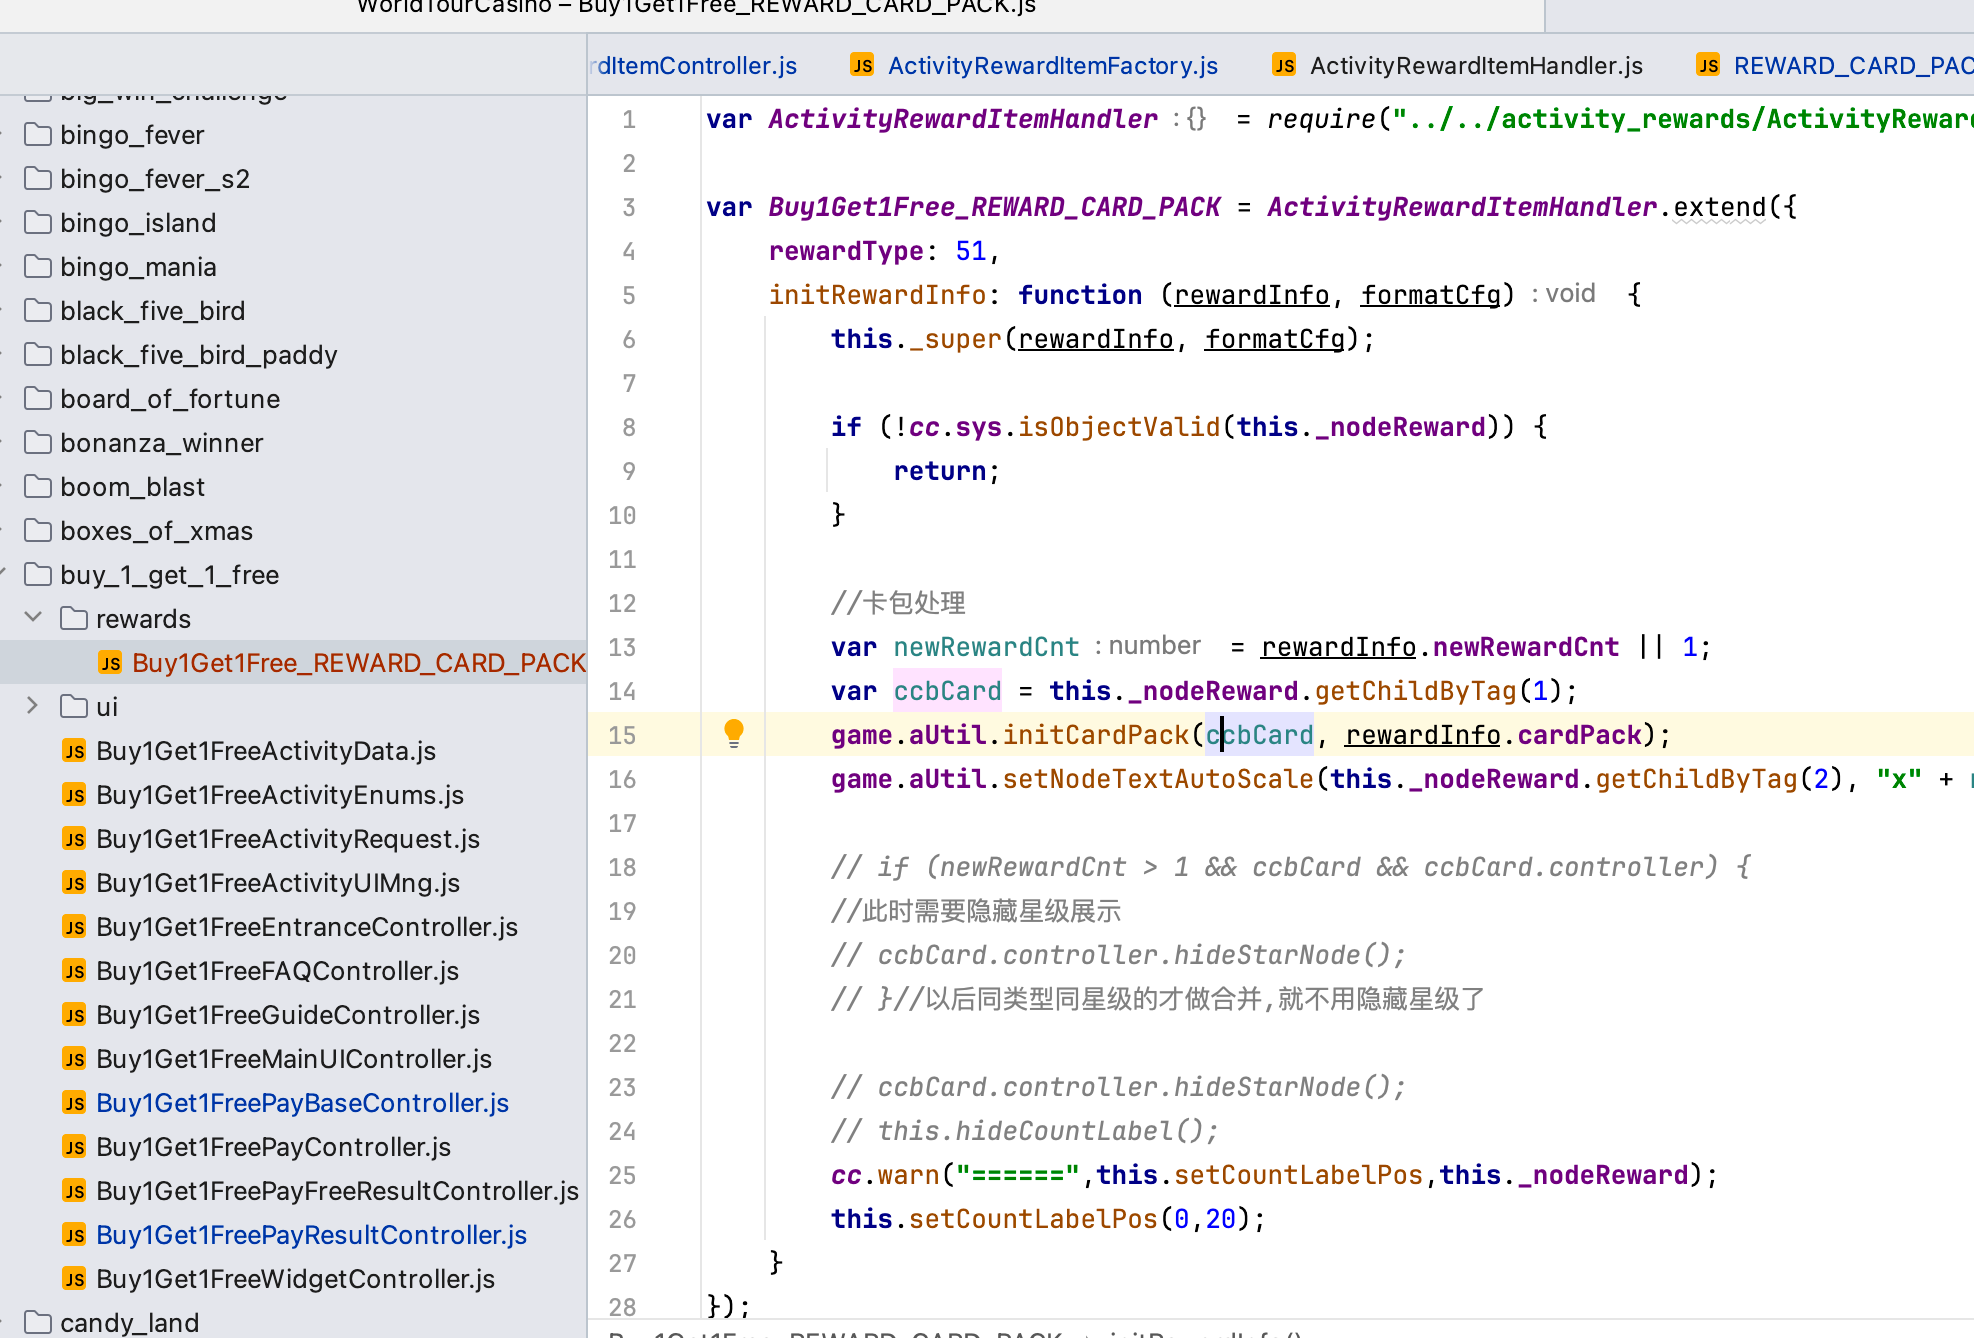 WorldTourCasino – Buy1Get1Free_REWARD_CARD_PACK.js
rdItemController.js
JS ActivityRewardItemFactory.js
JS ActivityRewardItemHandler.js
JS REWARD_CARD_PAC
big_win_challenge
bingo_fever
bingo_fever_s2
bingo_island
bingo_mania
black_five_bird
black_five_bird_paddy
board_of_fortune
bonanza_winner
boom_blast
boxes_of_xmas
buy_1_get_1_free
rewards
JS Buy1Get1Free_REWARD_CARD_PACK
ui
JS Buy1Get1FreeActivityData.js
JS Buy1Get1FreeActivityEnums.js
JS Buy1Get1FreeActivityRequest.js
JS Buy1Get1FreeActivityUIMng.js
JS Buy1Get1FreeEntranceController.js
JS Buy1Get1FreeFAQController.js
JS Buy1Get1FreeGuideController.js
JS Buy1Get1FreeMainUIController.js
JS Buy1Get1FreePayBaseController.js
JS Buy1Get1FreePayController.js
JS Buy1Get1FreePayFreeResultController.js
JS Buy1Get1FreePayResultController.js
JS Buy1Get1FreeWidgetController.js
candy_land
1 var ActivityRewardItemHandler :{} = require("../../activity_rewards/ActivityReward
2
3 var Buy1Get1Free_REWARD_CARD_PACK = ActivityRewardItemHandler.extend({
4 rewardType: 51,
5 initRewardInfo: function (rewardInfo, formatCfg) :void {
6 this._super(rewardInfo, formatCfg);
7
8 if (!cc.sys.isObjectValid(this._nodeReward)) {
9 return;
10 }
11
12 //卡包处理
13 var newRewardCnt :number = rewardInfo.newRewardCnt || 1;
14 var ccbCard = this._nodeReward.getChildByTag(1);
15 game.aUtil.initCardPack(ccbCard, rewardInfo.cardPack);
16 game.aUtil.setNodeTextAutoScale(this._nodeReward.getChildByTag(2), "x" +
17
18 // if (newRewardCnt > 1 && ccbCard && ccbCard.controller) {
19 //此时需要隐藏星级展示
20 // ccbCard.controller.hideStarNode();
21 // }//以后同类型同星级的才做合并,就不用隐藏星级了
22
23 // ccbCard.controller.hideStarNode();
24 // this.hideCountLabel();
25 cc.warn("======",this.setCountLabelPos,this._nodeReward);
26 this.setCountLabelPos(0,20);
27 }
28 });
Buy1Get1Free_REWARD_CARD_PACK > initRewardInfo()